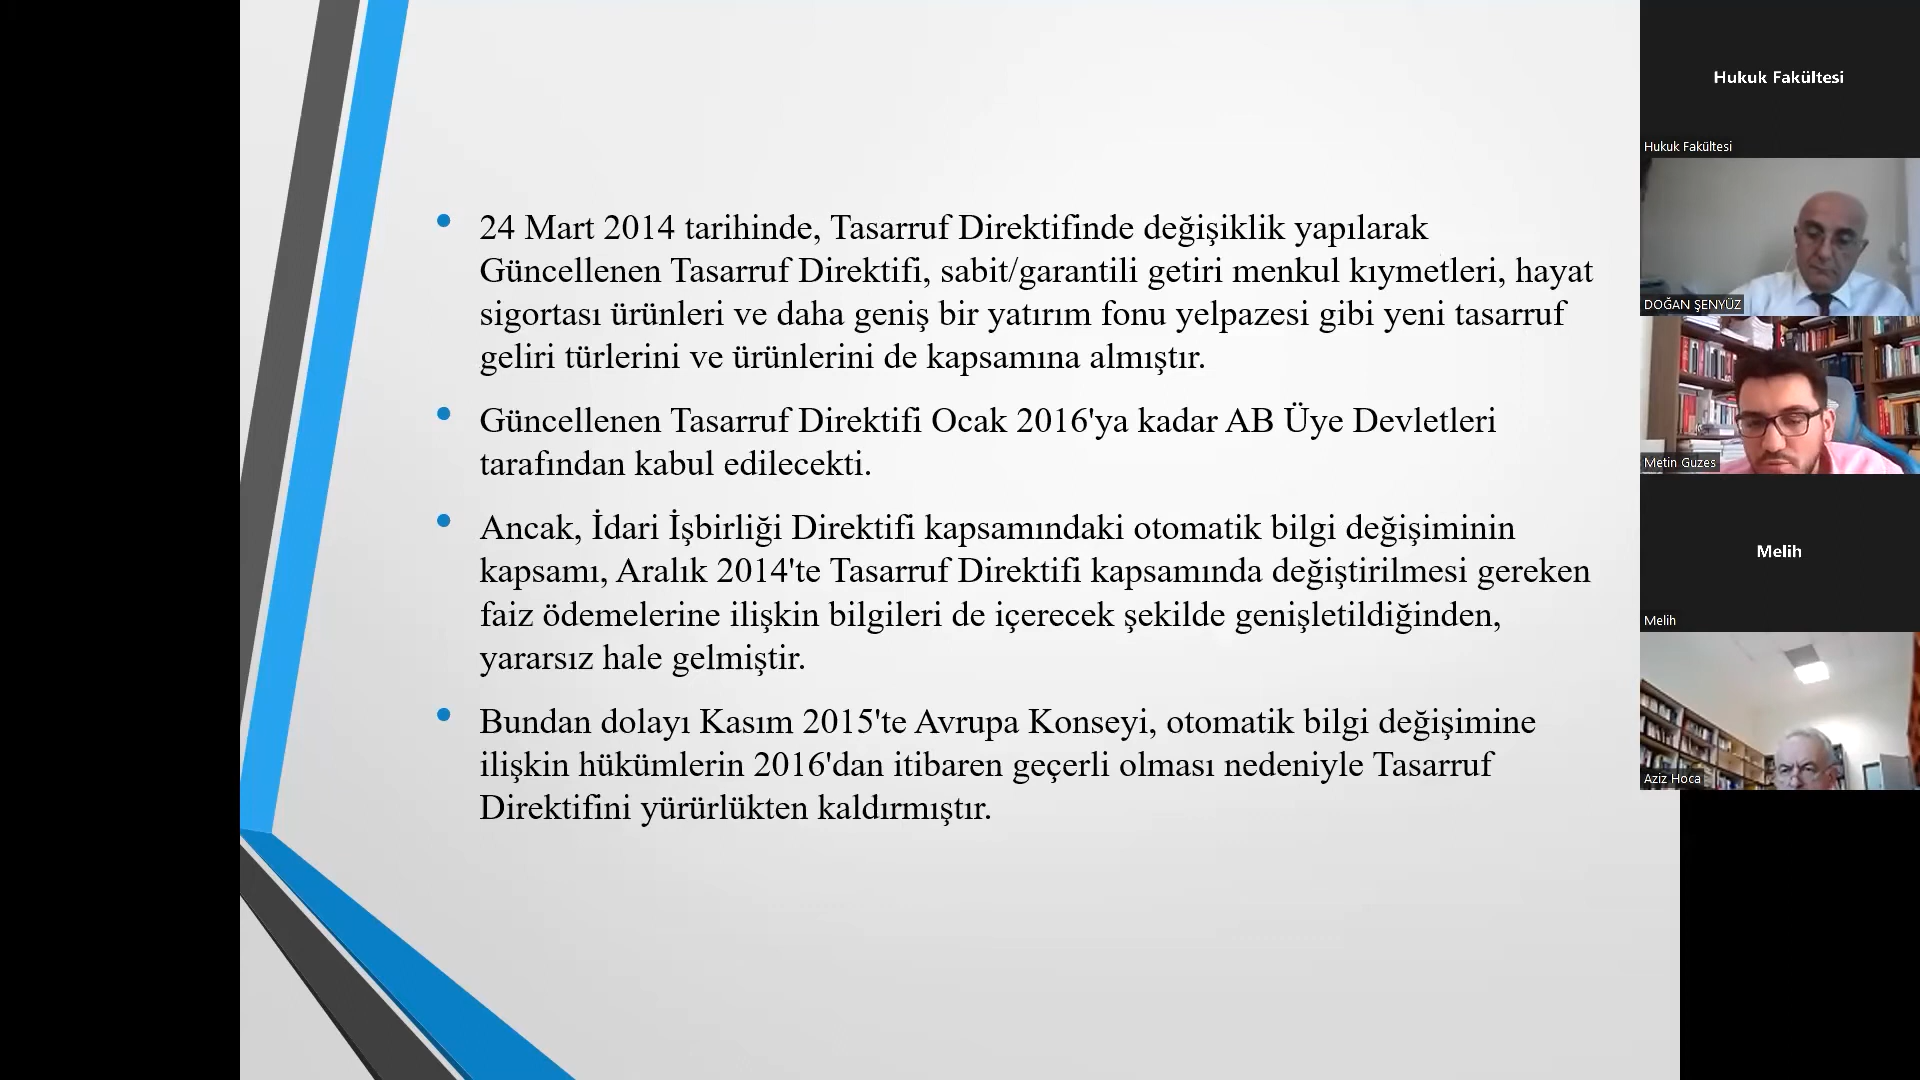 24 Mart 2014 tarihinde, Tasarruf Direktifinde değişiklik yapılarak
Güncellenen Tasarruf Direktifi, sabit/garantili getiri menkul kıymetleri, hayat
sigortası ürünleri ve daha geniş bir yatırım fonu yelpazesi gibi yeni tasarruf
geliri türlerini ve ürünlerini de kapsamına almıştır.
Güncellenen Tasarruf Direktifi Ocak 2016'ya kadar AB Üye Devletleri
tarafından kabul edilecekti.
Ancak, İdari İşbirliği Direktifi kapsamındaki otomatik bilgi değişiminin
kapsamı, Aralık 2014'te Tasarruf Direktifi kapsamında değiştirilmesi gereken
faiz ödemelerine ilişkin bilgileri de içerecek şekilde genişletildiğinden,
yararsız hale gelmiştir.
Bundan dolayı Kasım 2015'te Avrupa Konseyi, otomatik bilgi değişimine
ilişkin hükümlerin 2016'dan itibaren geçerli olması nedeniyle Tasarruf
Direktifini yürürlükten kaldırmıştır.
Hukuk Fakültesi
Hukuk Fakültesi
DOĞAN ŞENYÜZ
Metin Guzes
Melih
Melih
Aziz Hoca